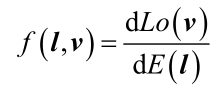 f(l,v) = dLo(v) / dE(l)